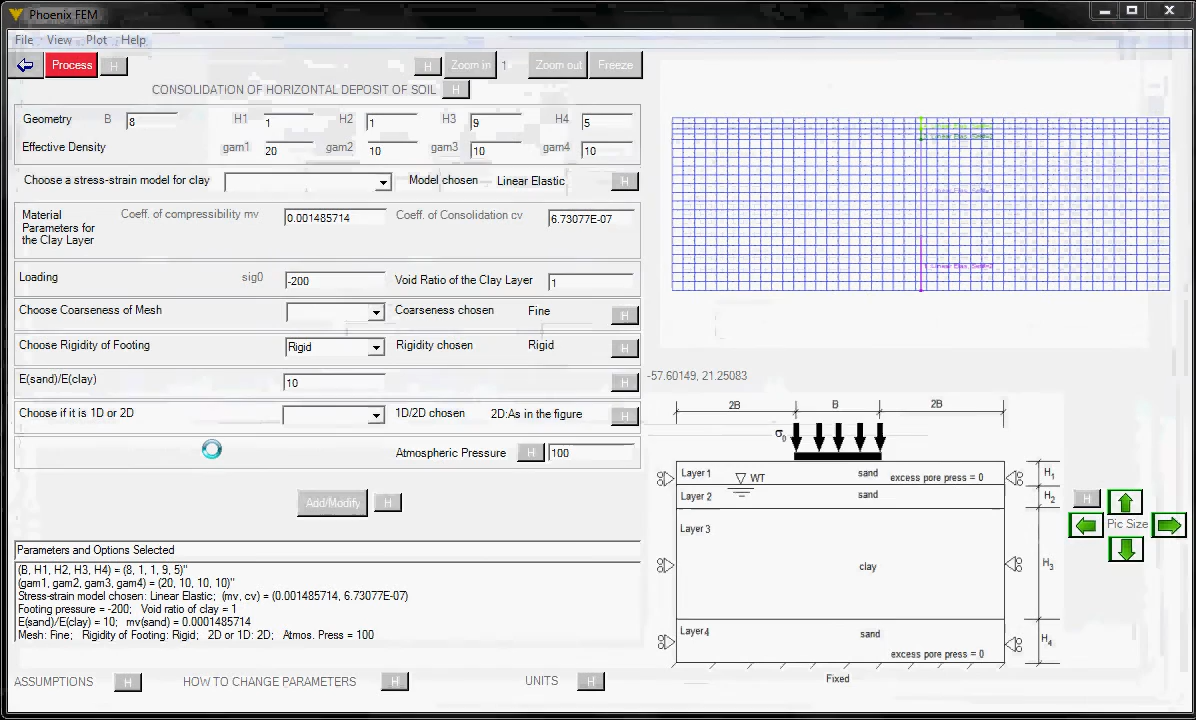 Phoenix FEM
File View Plot Help
Process H H Zoom in 1 Zoom out Freeze
CONSOLIDATION OF HORIZONTAL DEPOSIT OF SOIL H
Geometry B 8 H1 1 H2 1 H3 9 H4 5
Effective Density gam1 20 gam2 10 gam3 10 gam4 10
Choose a stress-strain model for clay Model chosen Linear Elastic H
Material Coeff. of compressibility mv 0.001485714 Coeff. of Consolidation cv 6.73077E-07
Parameters for
the Clay Layer
Loading sig0 -200 Void Ratio of the Clay Layer 1
Choose Coarseness of Mesh Coarseness chosen Fine H
Choose Rigidity of Footing Rigid Rigidity chosen Rigid H
E(sand)/E(clay) 10 H
Choose if it is 1D or 2D 1D/2D chosen 2D:As in the figure H
Atmospheric Pressure H 100
Add/Modify H
Parameters and Options Selected
(B, H1, H2, H3, H4) = (8, 1, 1, 9, 5)"
(gam1, gam2, gam3, gam4) = (20, 10, 10, 10)"
Stress-strain model chosen: Linear Elastic; (mv, cv) = (0.001485714, 6.73077E-07)
Footing pressure = -200; Void ratio of clay = 1
E(sand)/E(clay) = 10; mv(sand) = 0.0001485714
Mesh: Fine; Rigidity of Footing: Rigid; 2D or 1D: 2D; Atmos. Press = 100
ASSUMPTIONS H HOW TO CHANGE PARAMETERS H UNITS H
-57.60149, 21.25083
2B B 2B
σ0
Layer 1 WT sand excess pore press = 0 H1
Layer 2 sand H2
Layer 3
clay H3
Layer 4 sand H4
excess pore press = 0
Fixed
H
Pic Size